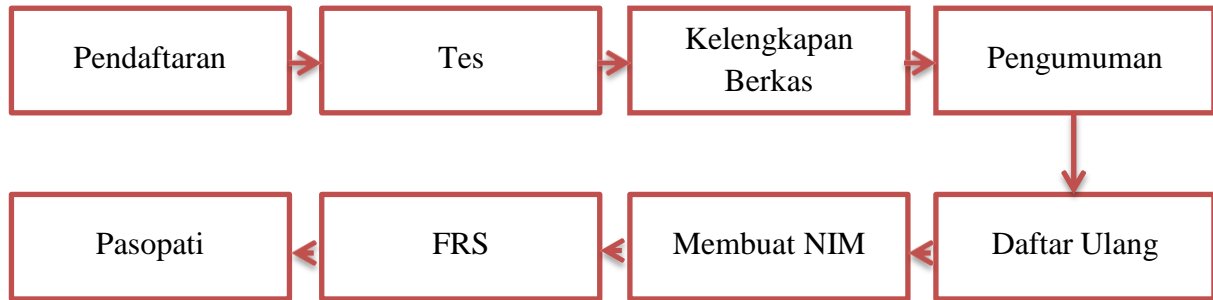 Pendaftaran
Tes
Kelengkapan
Berkas
Pengumuman
Daftar Ulang
Membuat NIM
FRS
Pasopati